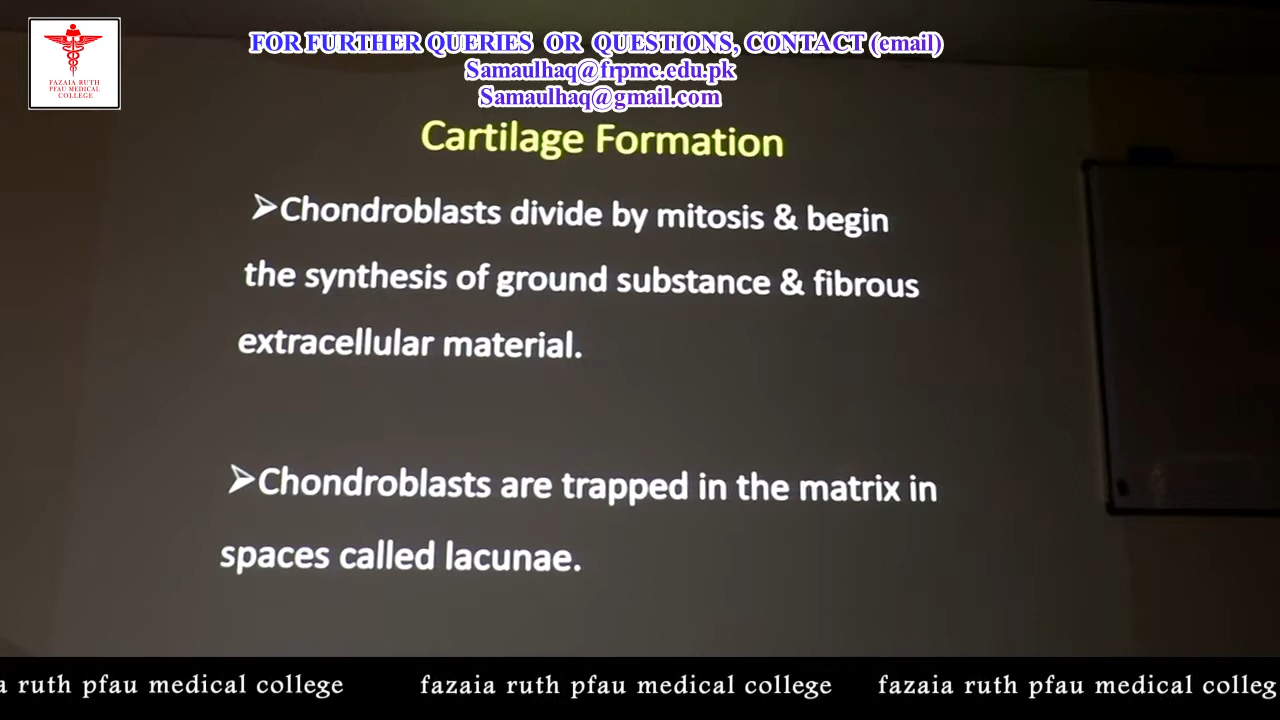 FAZAIA RUTH
PFAU MEDICAL
COLLEGE
FOR FURTHER QUERIES OR QUESTIONS, CONTACT (email)
Samaulhaq@frpmc.edu.pk
Samaulhaq@gmail.com
Cartilage Formation
➢Chondroblasts divide by mitosis & begin
the synthesis of ground substance & fibrous
extracellular material.
➢Chondroblasts are trapped in the matrix in
spaces called lacunae.
a ruth pfau medical college fazaia ruth pfau medical college fazaia ruth pfau medical colleg